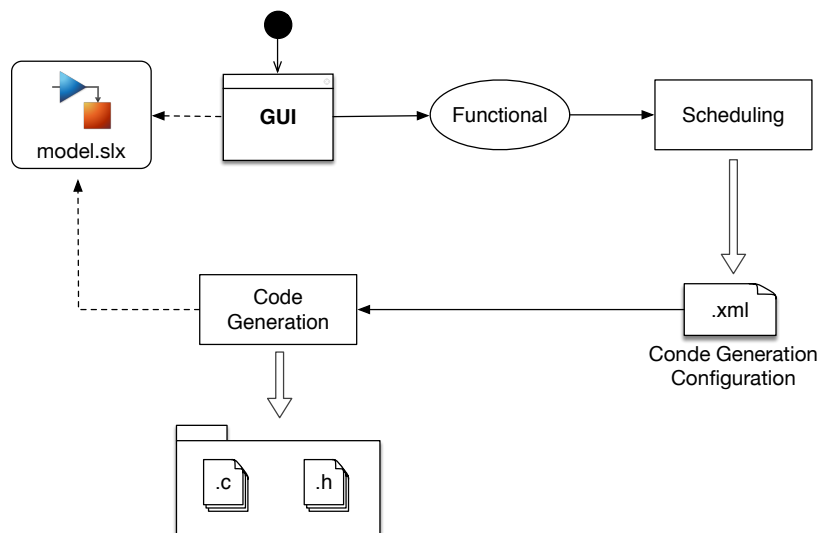 GUI
Functional
Scheduling
model.slx
Code
Generation
.xml
Conde Generation
Configuration
.c
.h